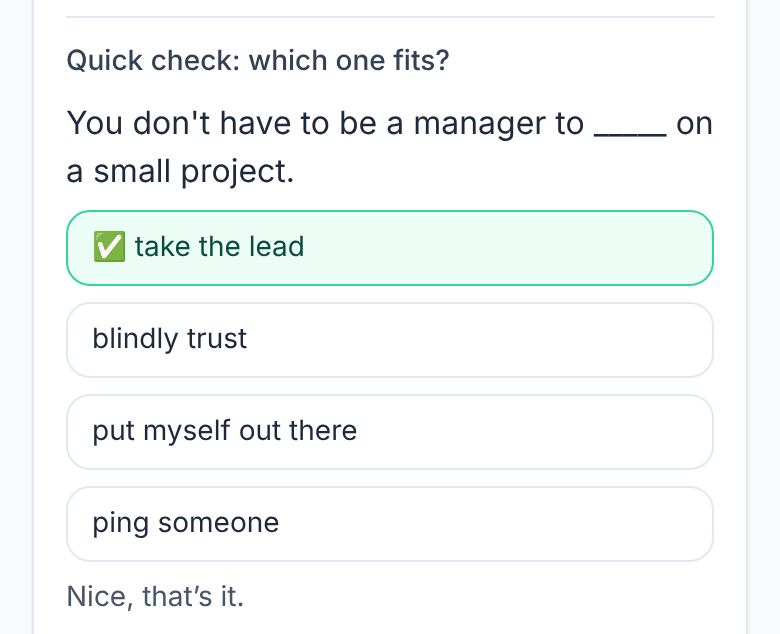 Quick check: which one fits?
You don't have to be a manager to _____ on
a small project.
✅ take the lead
blindly trust
put myself out there
ping someone
Nice, that’s it.